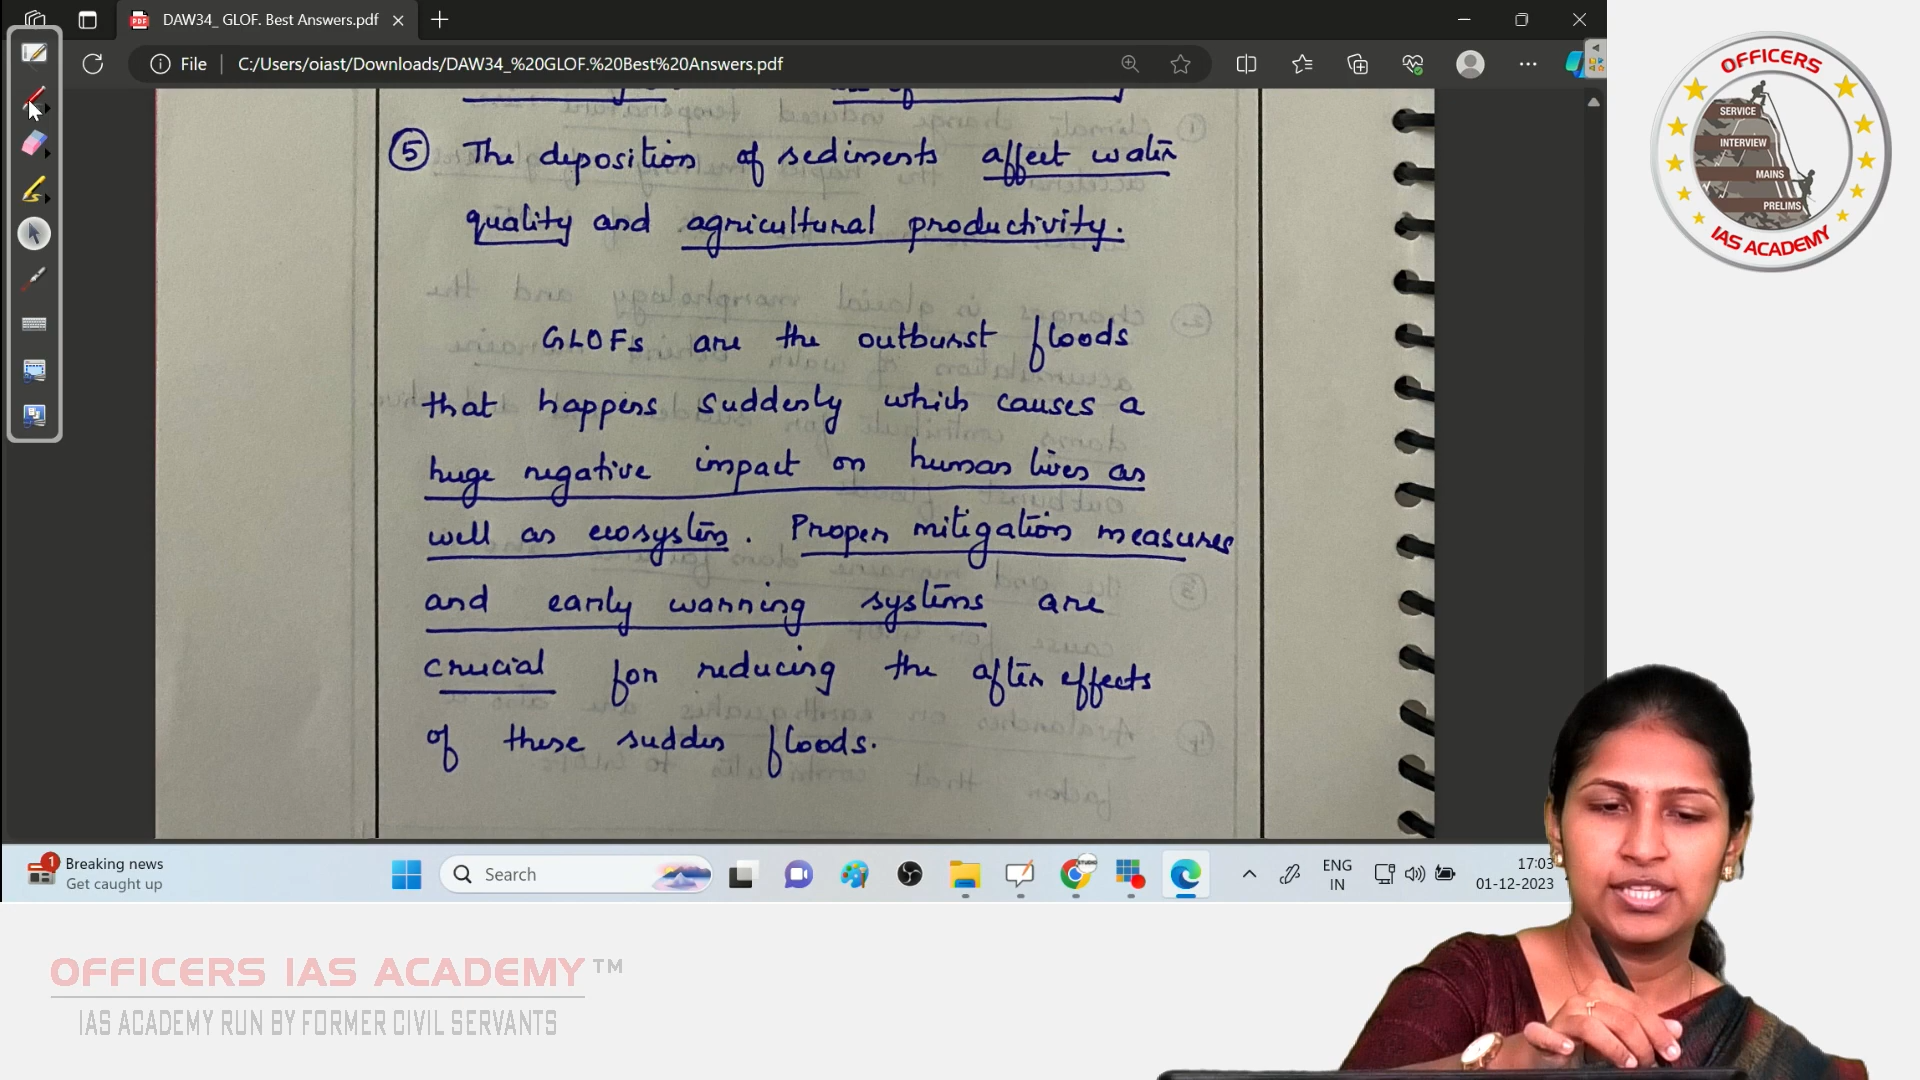 DAW34_ GLOF. Best Answers.pdf
File
C:/Users/oiast/Downloads/DAW34_%20GLOF.%20Best%20Answers.pdf
5 The deposition of sediments affect water
quality and agricultural productivity.
GLOFs are the outburst floods
that happens suddenly which causes a
huge negative impact on human lives as
well as ecosystem. Proper mitigation measures
and early warning systems are
crucial for reducing the after effects
of these sudden floods.
1 Breaking news
Get caught up
Search
ENG
IN
17:03
01-12-2023
OFFICERS
SERVICE
INTERVIEW
MAINS
PRELIMS
IAS ACADEMY
OFFICERS IAS ACADEMY™
IAS ACADEMY RUN BY FORMER CIVIL SERVANTS